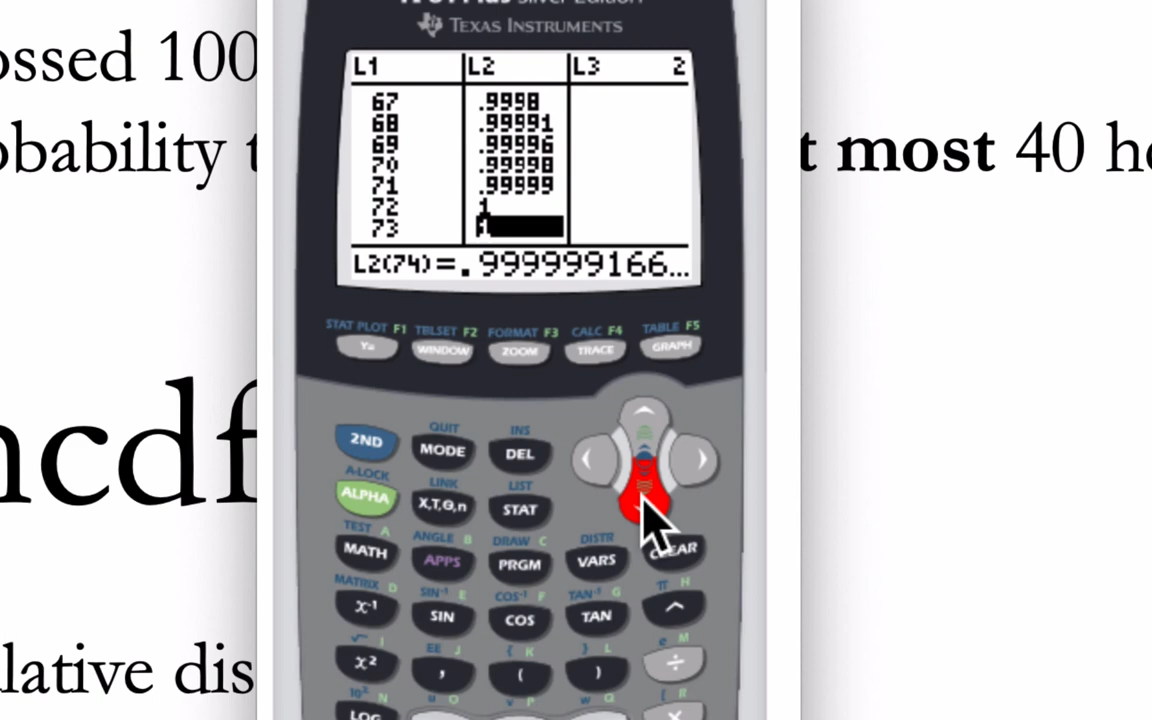 TEXAS INSTRUMENTS
ossed 100
obability t
t most 40 h
L1 L2 L3 2
67 .9998
68 .99991
69 .99996
70 .99998
71 .99999
72 1
73
L2(74)=.999999166...
STAT PLOT F1 TBLSET F2 FORMAT F3 CALC F4 TABLE F5
Y= WINDOW ZOOM TRACE GRAPH
QUIT INS
2ND MODE DEL
A-LOCK LINK LIST
ALPHA X,T,θ,n STAT
ncdf
TEST A ANGLE B DRAW C DISTR
MATH APPS PRGM VARS CLEAR
MATRIX D SIN⁻¹ E COS⁻¹ F TAN⁻¹ G π H
x⁻¹ SIN COS TAN ^
√ I EE J { K } L e M
x² , ( ) ÷
lative dis
10ˣ N u O v P w Q [ R
LOG ×